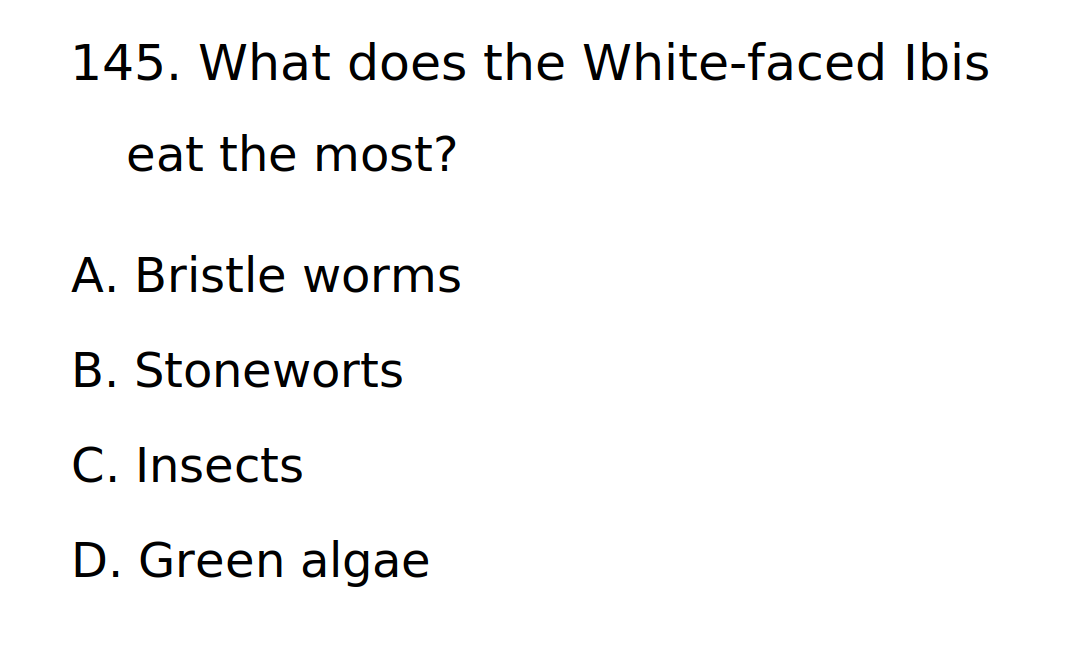 145. What does the White-faced Ibis
eat the most?
A. Bristle worms
B. Stoneworts
C. Insects
D. Green algae